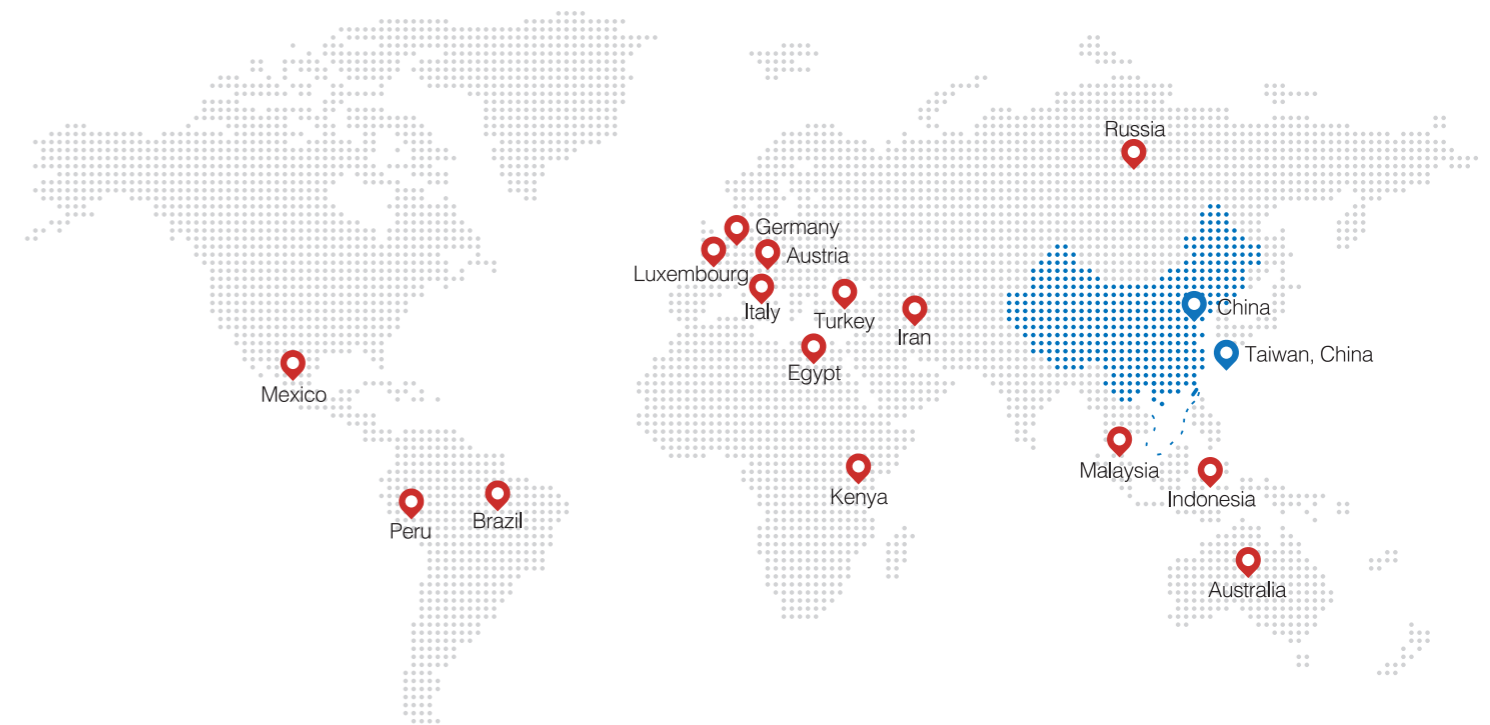 Russia
Germany
Austria
Luxembourg
Italy
Turkey
Iran
China
Taiwan, China
Egypt
Mexico
Malaysia
Kenya
Indonesia
Brazil
Peru
Australia